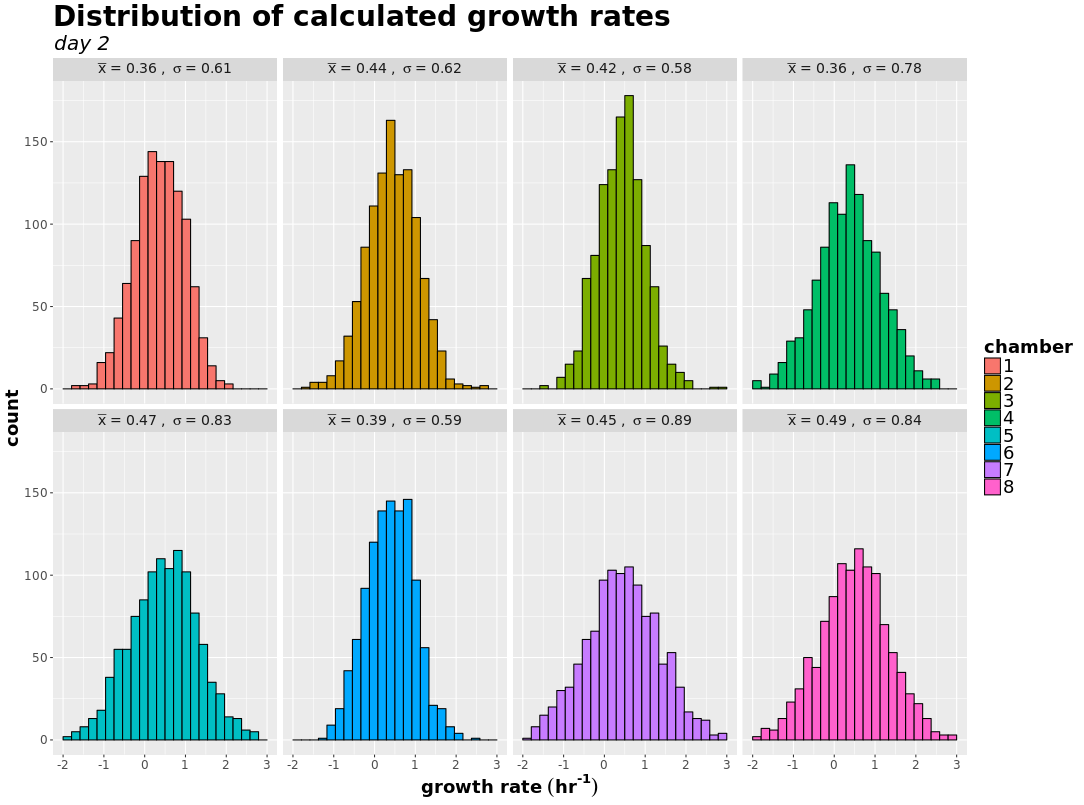 Distribution of calculated growth rates
day 2
x̅ = 0.36 , σ = 0.61
x̅ = 0.44 , σ = 0.62
x̅ = 0.42 , σ = 0.58
x̅ = 0.36 , σ = 0.78
150
100
50
0
count
chamber
1
2
3
4
5
6
7
8
x̅ = 0.47 , σ = 0.83
x̅ = 0.39 , σ = 0.59
x̅ = 0.45 , σ = 0.89
x̅ = 0.49 , σ = 0.84
150
100
50
0
-2 -1 0 1 2 3
-2 -1 0 1 2 3
-2 -1 0 1 2 3
-2 -1 0 1 2 3
growth rate (hr⁻¹)